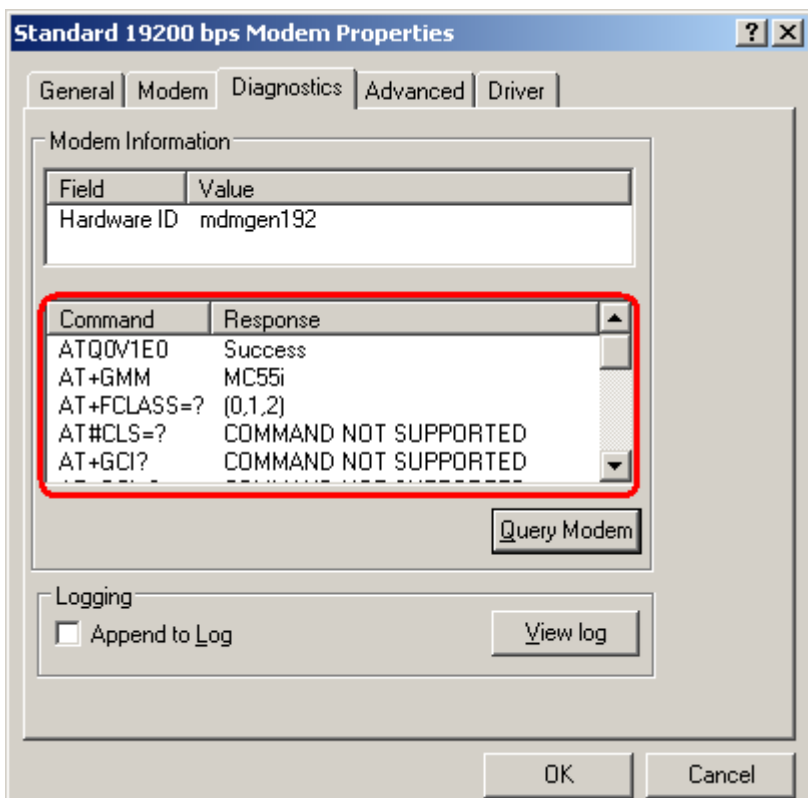 Standard 19200 bps Modem Properties
General Modem Diagnostics Advanced Driver
Modem Information
Field Value
Hardware ID mdmgen192
Command Response
ATQ0V1E0 Success
AT+GMM MC55i
AT+FCLASS=? (0,1,2)
AT#CLS=? COMMAND NOT SUPPORTED
AT+GCI? COMMAND NOT SUPPORTED
Query Modem
Logging
Append to Log View log
OK Cancel